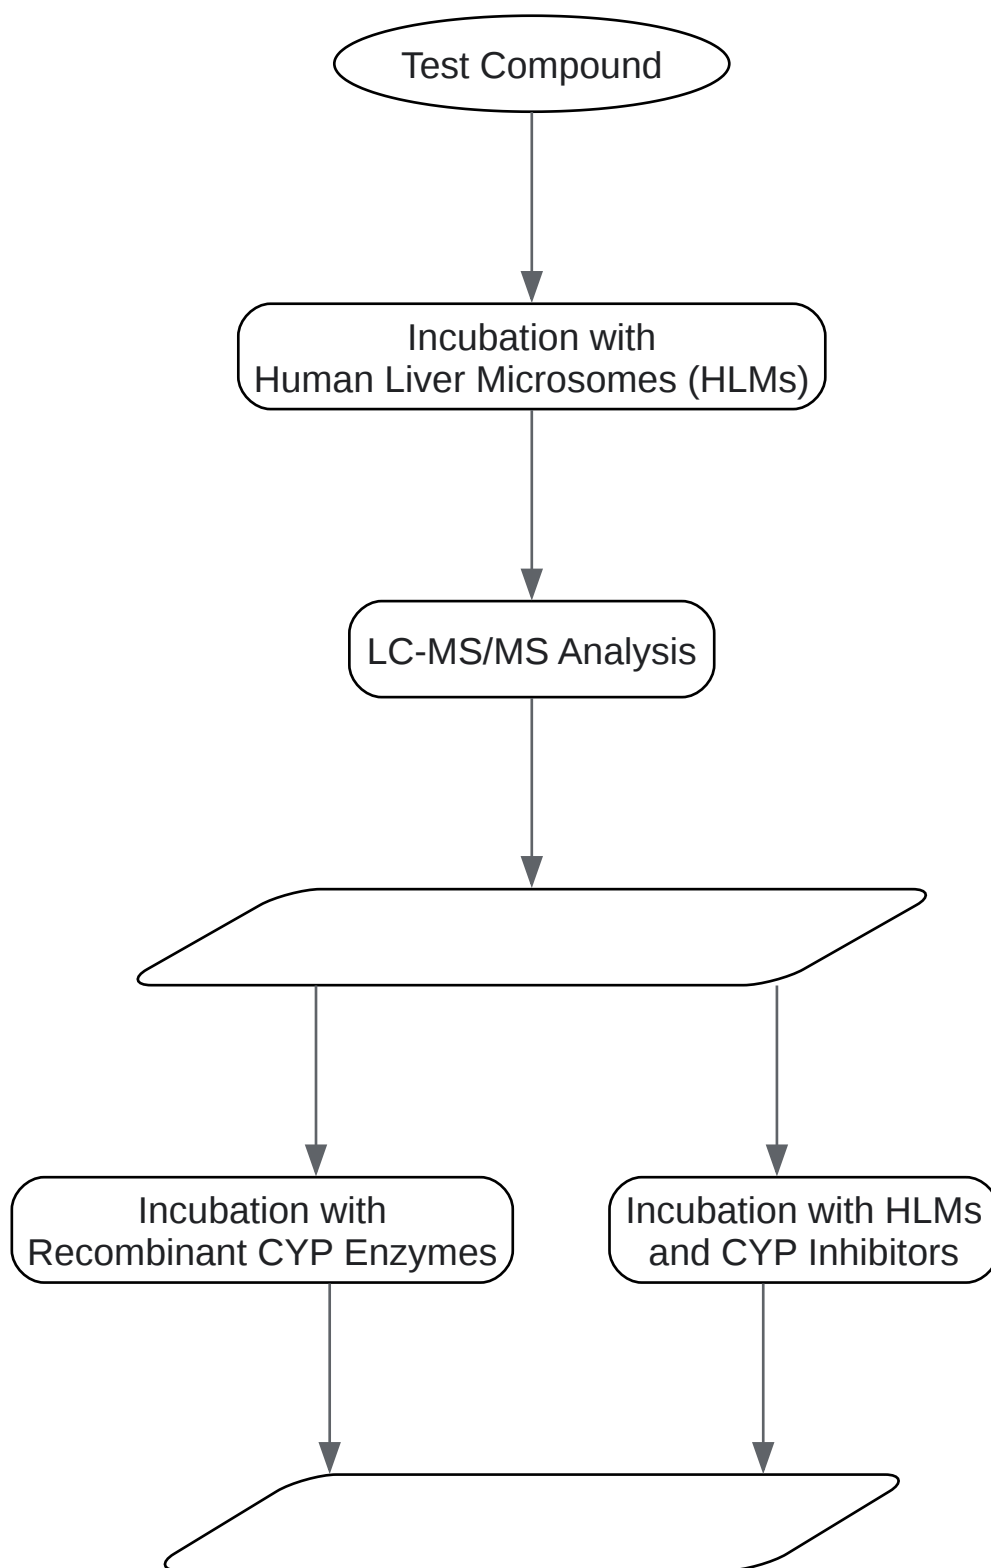 Test Compound
Incubation with
Human Liver Microsomes (HLMs)
LC-MS/MS Analysis
Incubation with
Recombinant CYP Enzymes
Incubation with HLMs
and CYP Inhibitors